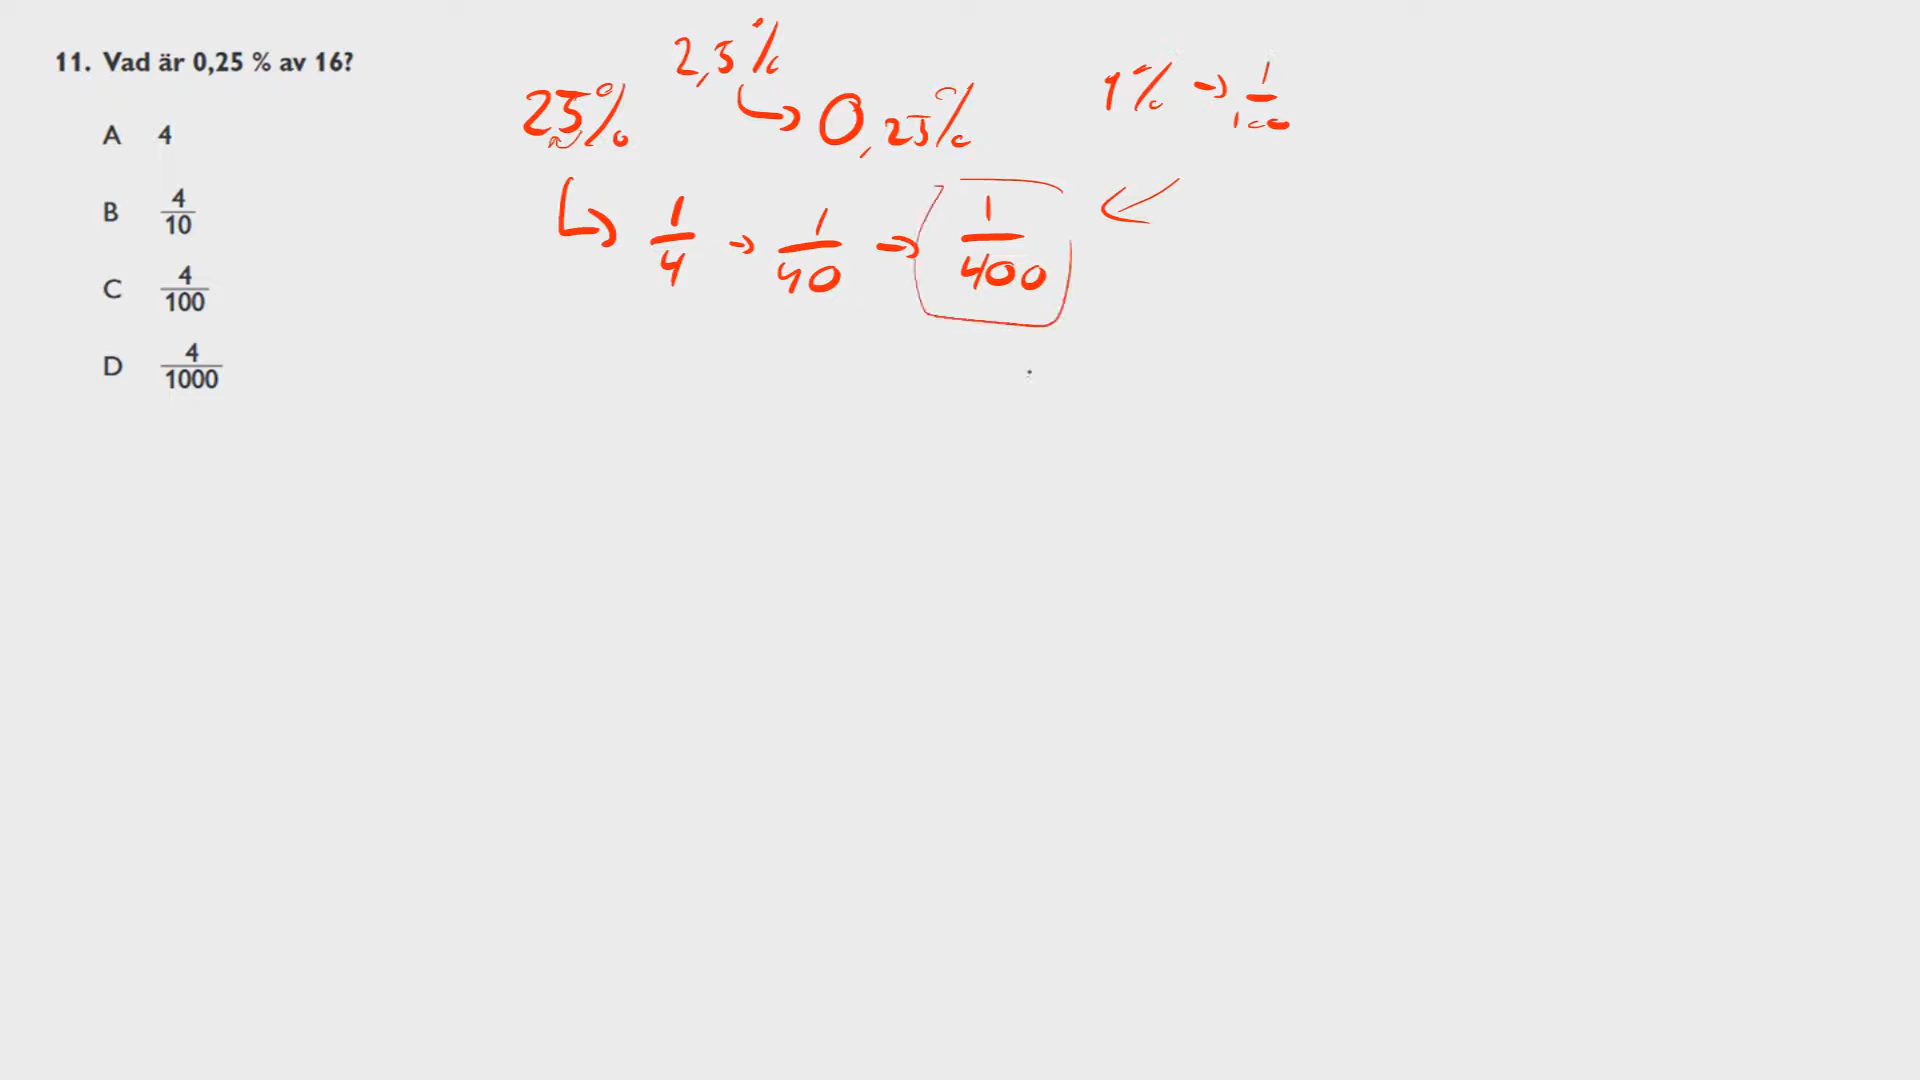 11. Vad är 0,25 % av 16?
A 4
B 4/10
C 4/100
D 4/1000
2,5%
25% → 0,25%
1% → 1/100
→ 1/4 → 1/40 → 1/400 ←